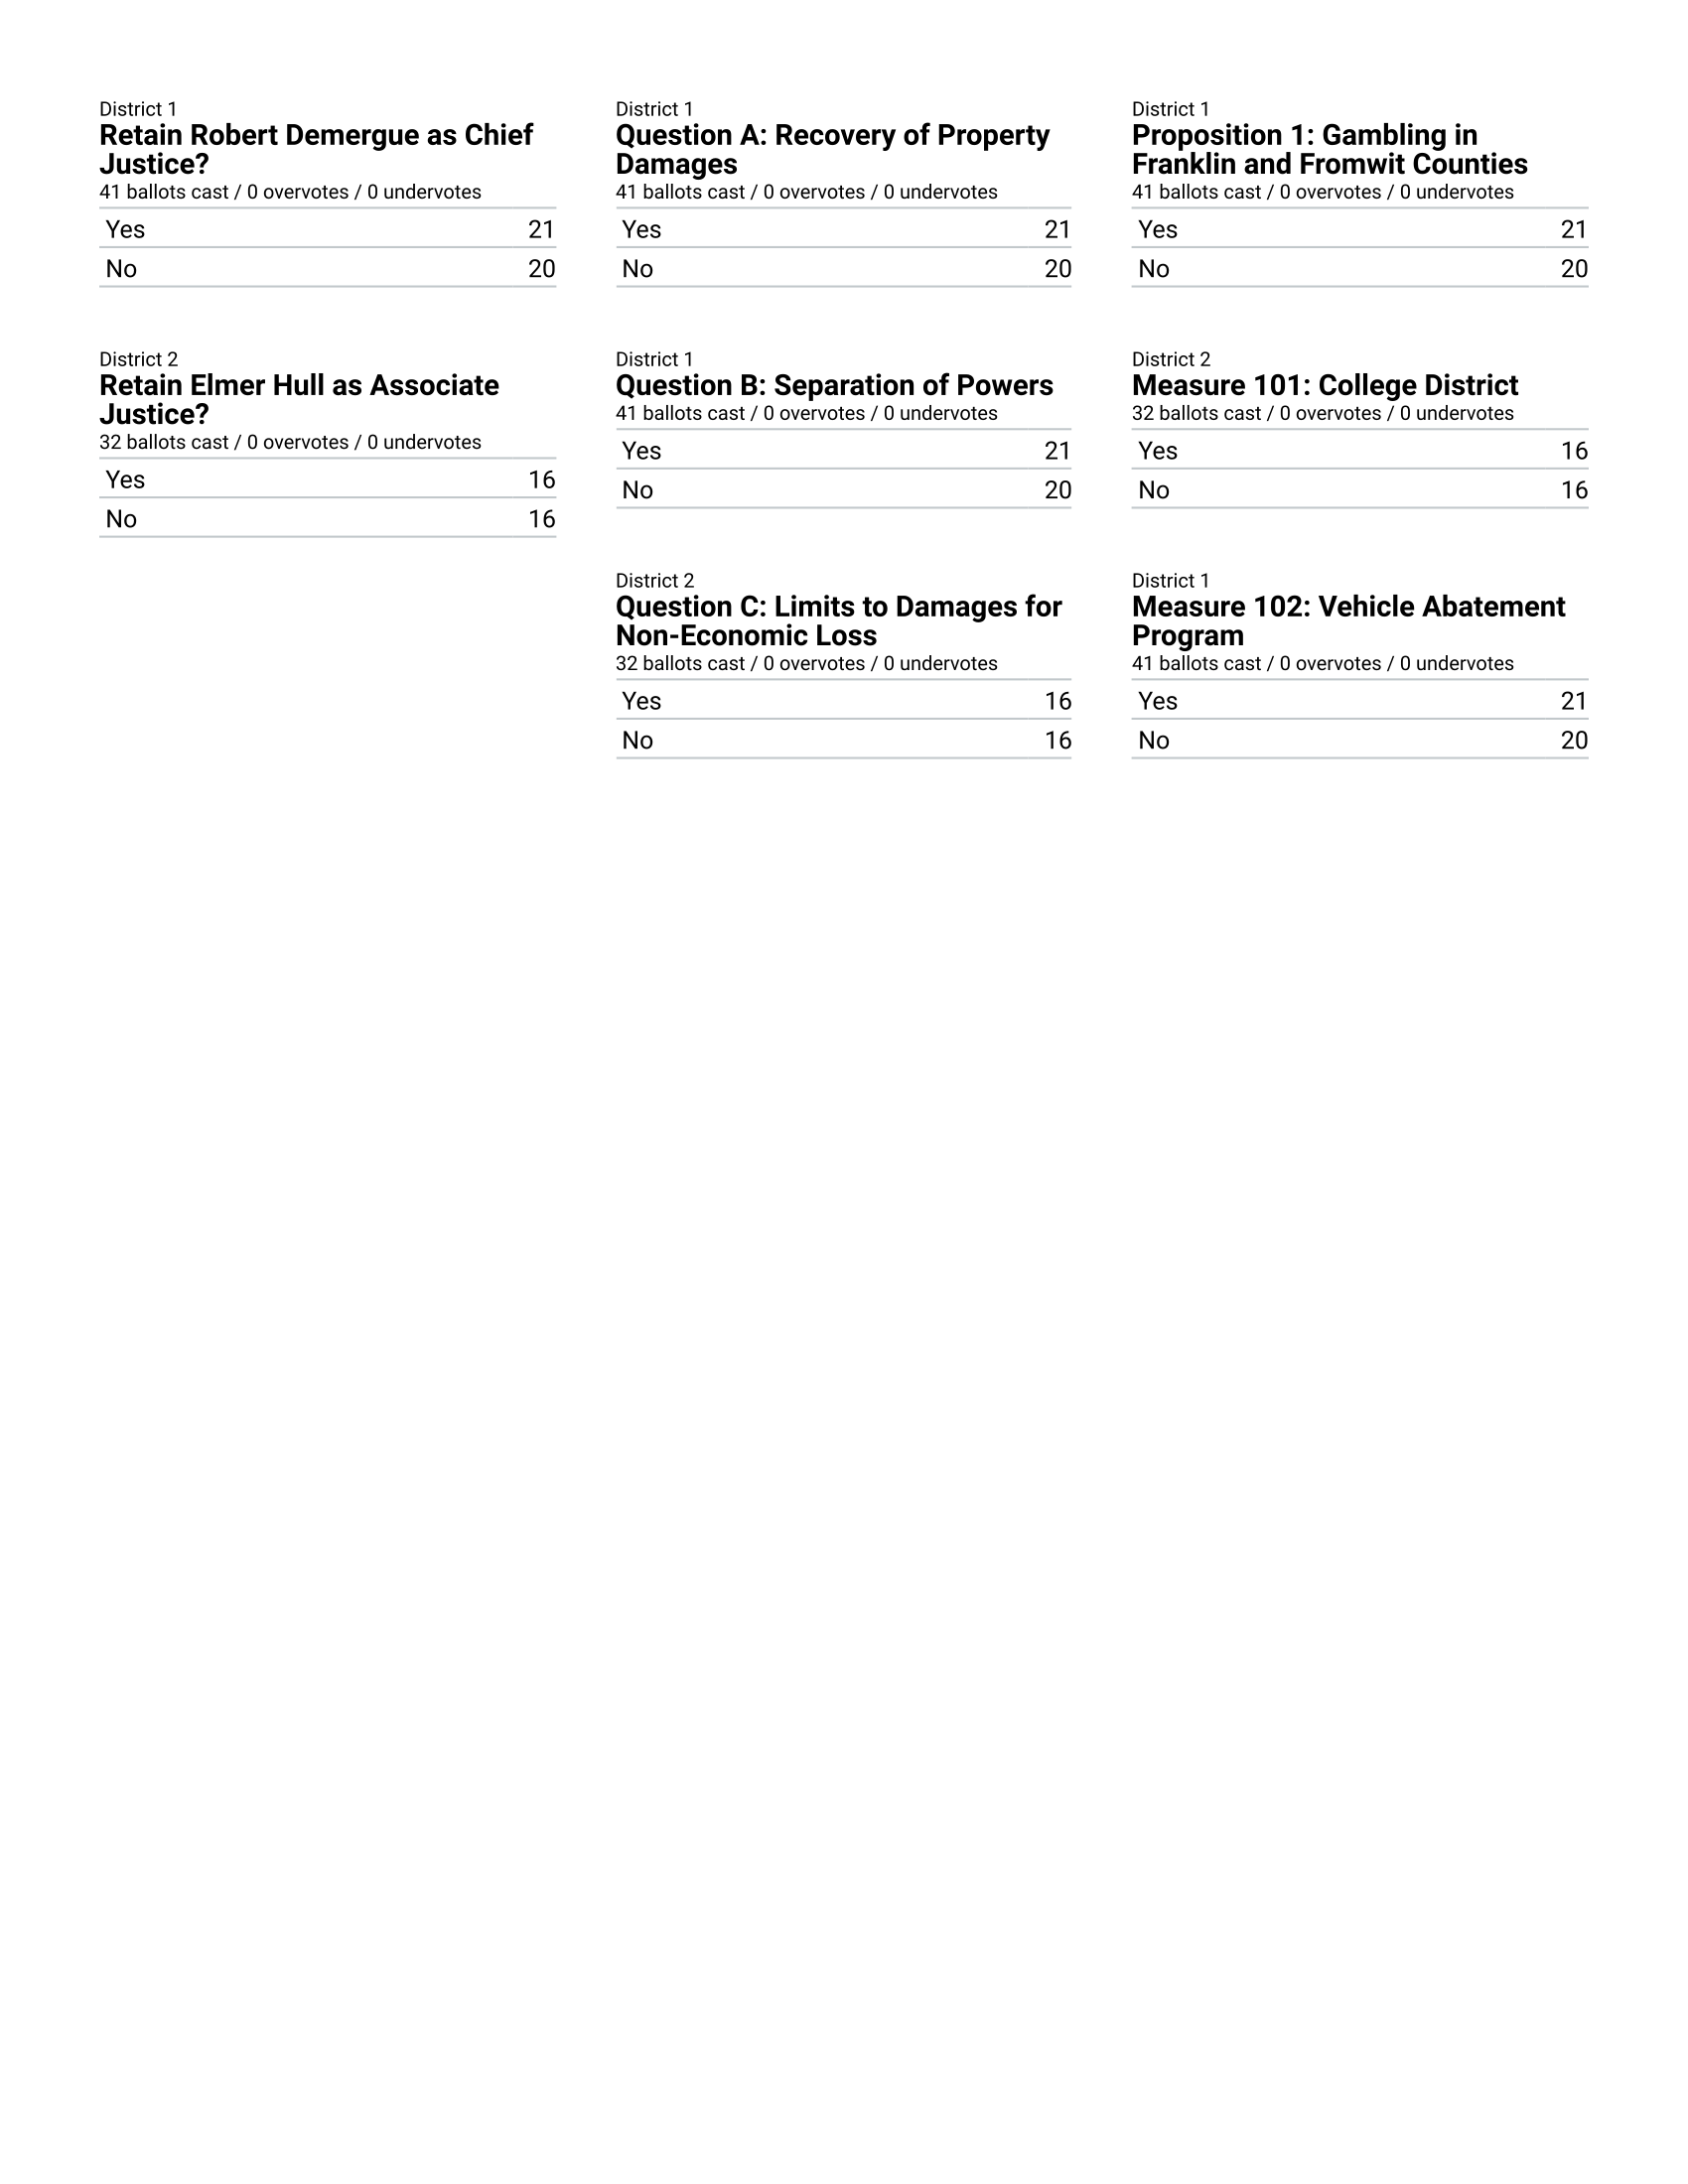 District 1
Retain Robert Demergue as Chief
Justice?
41 ballots cast / 0 overvotes / 0 undervotes
Yes 21
No 20
District 2
Retain Elmer Hull as Associate
Justice?
32 ballots cast / 0 overvotes / 0 undervotes
Yes 16
No 16
District 1
Question A: Recovery of Property
Damages
41 ballots cast / 0 overvotes / 0 undervotes
Yes 21
No 20
District 1
Question B: Separation of Powers
41 ballots cast / 0 overvotes / 0 undervotes
Yes 21
No 20
District 2
Question C: Limits to Damages for
Non-Economic Loss
32 ballots cast / 0 overvotes / 0 undervotes
Yes 16
No 16
District 1
Proposition 1: Gambling in
Franklin and Fromwit Counties
41 ballots cast / 0 overvotes / 0 undervotes
Yes 21
No 20
District 2
Measure 101: College District
32 ballots cast / 0 overvotes / 0 undervotes
Yes 16
No 16
District 1
Measure 102: Vehicle Abatement
Program
41 ballots cast / 0 overvotes / 0 undervotes
Yes 21
No 20